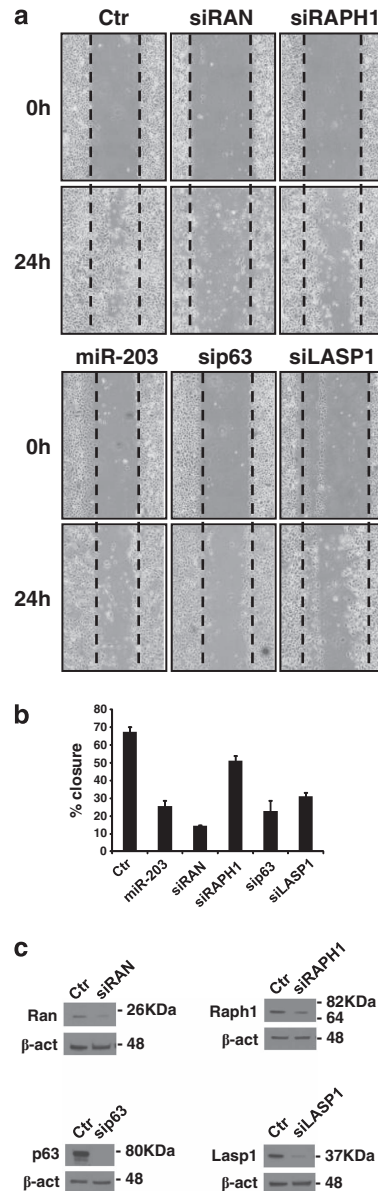 a
Ctr siRAN siRAPH1
0h
24h
miR-203 sip63 siLASP1
0h
24h
b
% closure
80
70
60
50
40
30
20
10
0
Ctr miR-203 siRAN siRAPH1 sip63 siLASP1
c
Ctr siRAN
Ran - 26KDa
β-act - 48
Ctr siRAPH1
Raph1 - 82KDa
64
β-act - 48
Ctr sip63
p63 - 80KDa
β-act - 48
Ctr siLASP1
Lasp1 - 37KDa
β-act - 48